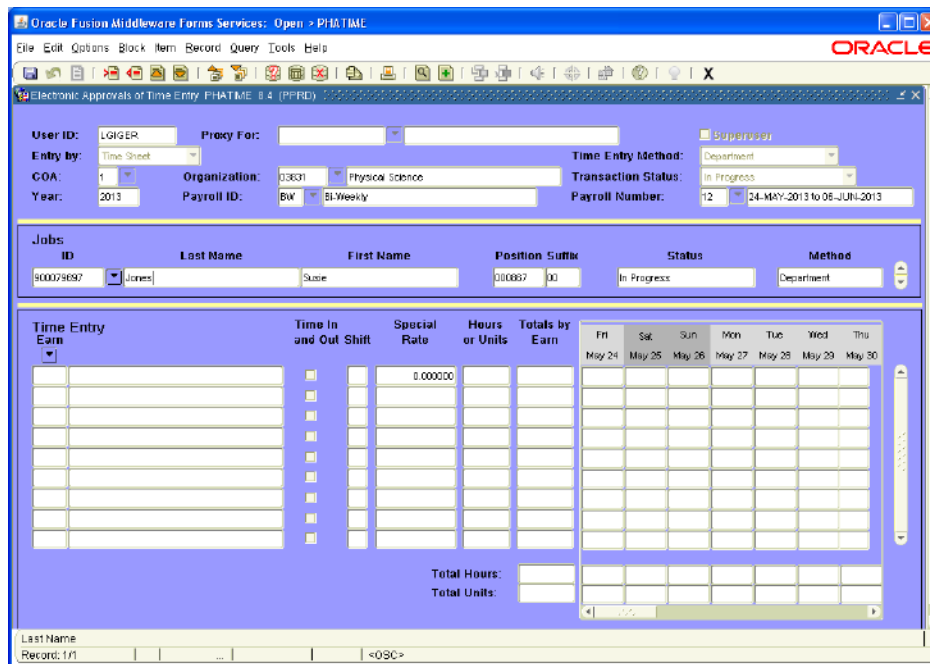 Oracle Fusion Middleware Forms Services: Open > PHATIME
File Edit Options Block Item Record Query Tools Help
ORACLE
Electronic Approvals of Time Entry PHATIME 8.4 (PPRD)
User ID: LGIGER Proxy For: Superuser
Entry by: Time Sheet Time Entry Method: Department
COA: 1 Organization: 03631 Physical Science Transaction Status: In Progress
Year: 2013 Payroll ID: BW Bi-Weekly Payroll Number: 12 24-MAY-2013 to 06-JUN-2013
Jobs
ID Last Name First Name Position Suffix Status Method
900079697 Jones Susie 000867 00 In Progress Department
Time Entry Time In Special Hours Totals by Fri Sat Sun Mon Tue Wed Thu
Earn and Out Shift Rate or Units Earn May 24 May 25 May 26 May 27 May 28 May 29 May 30
0.000000
Total Hours:
Total Units:
Last Name
Record: 1/1 ... <OSC>